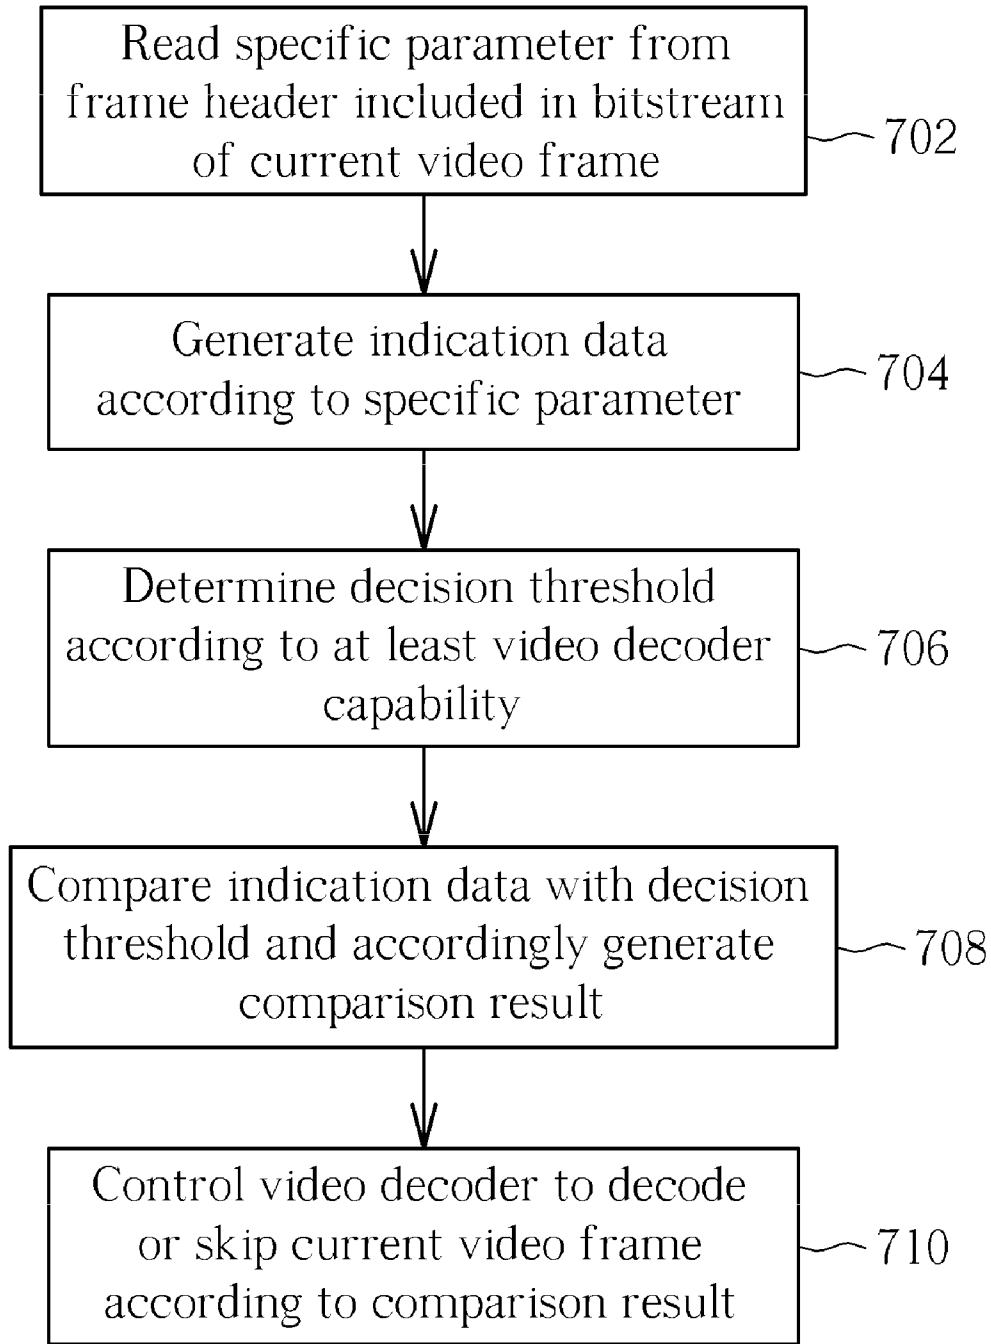 Read specific parameter from
frame header included in bitstream
of current video frame
702
Generate indication data
according to specific parameter
704
Determine decision threshold
according to at least video decoder
capability
706
Compare indication data with decision
threshold and accordingly generate
comparison result
708
Control video decoder to decode
or skip current video frame
according to comparison result
710